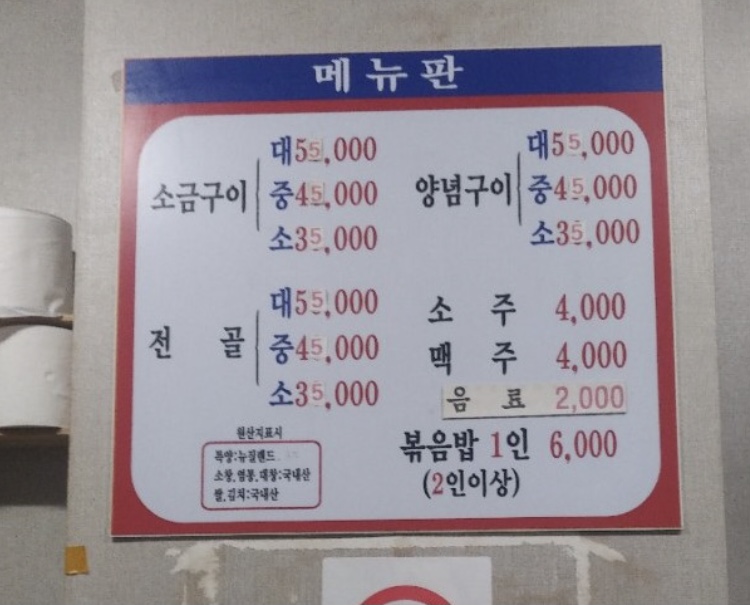 메뉴판
소금구이
대55,000
중45,000
소35,000
양념구이
대55,000
중45,000
소35,000
전 골
대55,000
중45,000
소35,000
소 주 4,000
맥 주 4,000
음 료 2,000
볶음밥 1인 6,000
(2인이상)
원산지표시
특양:뉴질랜드
소창.염통.대창:국내산
쌀.김치:국내산